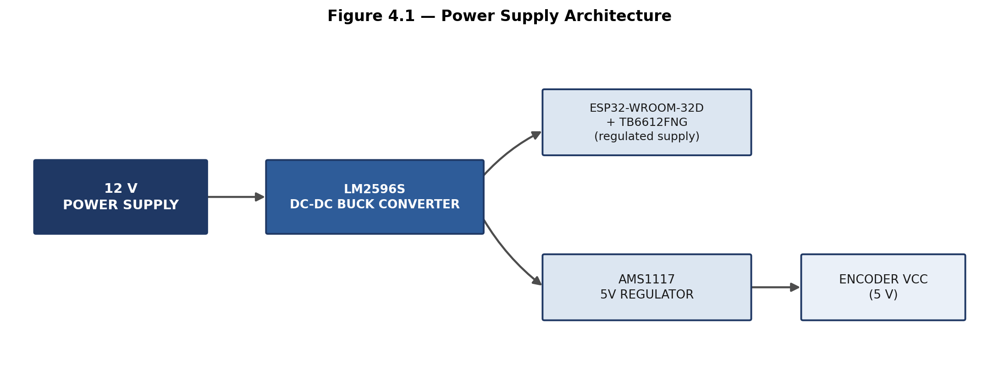 Figure 4.1 — Power Supply Architecture
12 V
POWER SUPPLY
LM2596S
DC-DC BUCK CONVERTER
ESP32-WROOM-32D
+ TB6612FNG
(regulated supply)
AMS1117
5V REGULATOR
ENCODER VCC
(5 V)